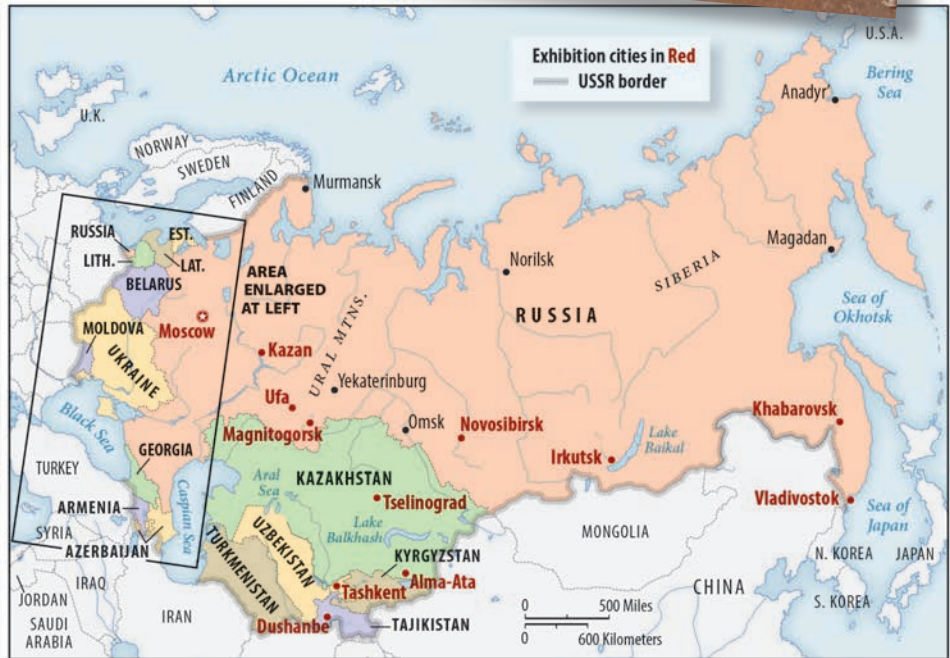 U.S.A.
Exhibition cities in Red
USSR border
Arctic Ocean
Bering
Sea
Anadyr'
U.K.
NORWAY
SWEDEN
FINLAND
Murmansk
RUSSIA
EST.
LITH.
LAT.
BELARUS
AREA
ENLARGED
AT LEFT
Norilsk
SIBERIA
Magadan
Sea of
Okhotsk
MOLDOVA
Moscow
UKRAINE
URAL MTNS.
RUSSIA
Kazan
Yekaterinburg
Ufa
Magnitogorsk
Omsk
Novosibirsk
Khabarovsk
Irkutsk
Lake
Baikal
Black Sea
GEORGIA
TURKEY
Aral
Sea
KAZAKHSTAN
Tselinograd
Vladivostok
Sea of
Japan
ARMENIA
Caspian Sea
Lake
Balkhash
MONGOLIA
SYRIA
AZERBAIJAN
UZBEKISTAN
TURKMENISTAN
KYRGYZSTAN
Alma-Ata
Tashkent
N. KOREA
JAPAN
IRAQ
JORDAN
SAUDI
ARABIA
IRAN
Dushanbe
TAJIKISTAN
CHINA
S. KOREA
0 500 Miles
0 600 Kilometers